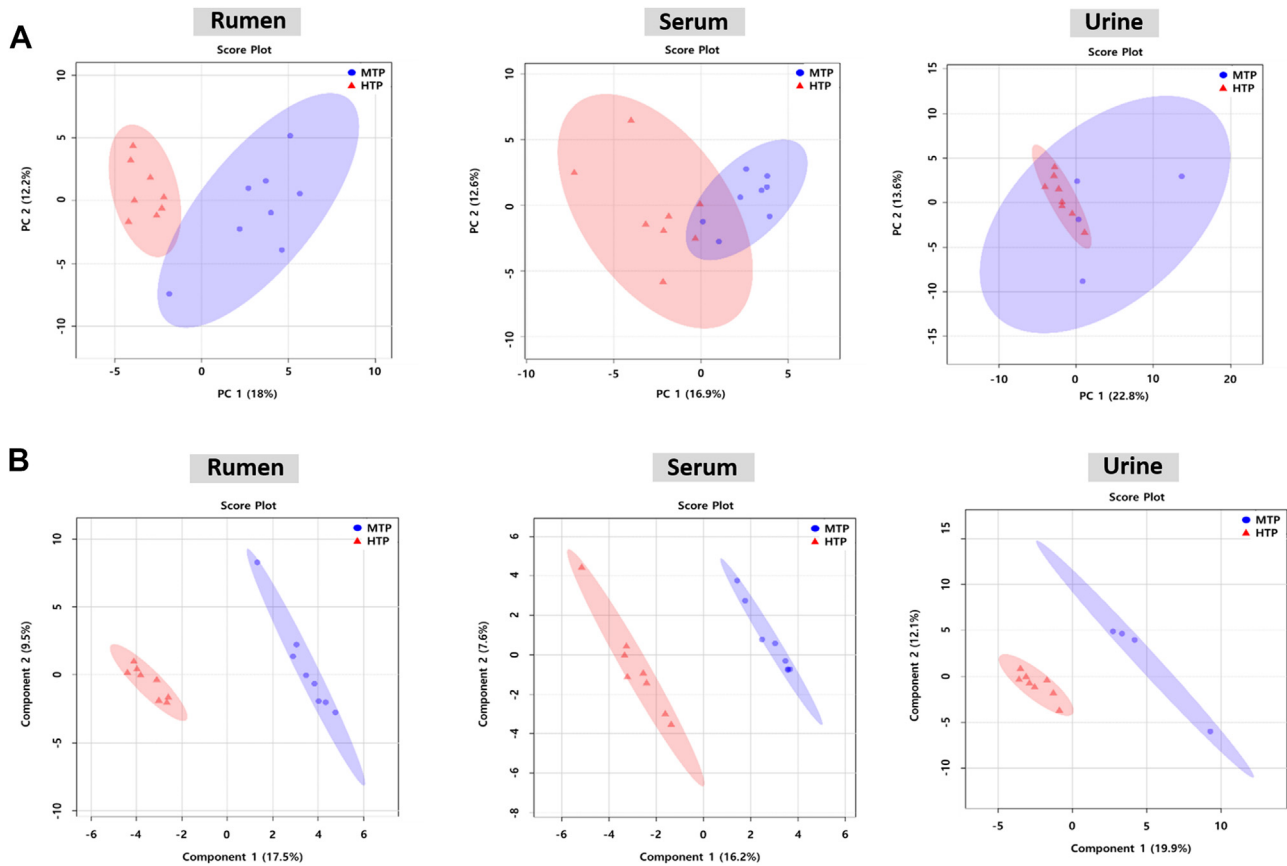 A
Rumen
Score Plot
MTP
HTP
10
5
0
-5
-10
PC 2 (12.2%)
-5
0
5
10
PC 1 (18%)
Serum
Score Plot
MTP
HTP
10
5
0
-5
-10
PC 2 (12.6%)
-10
-5
0
5
PC 1 (16.9%)
Urine
Score Plot
MTP
HTP
15
10
5
0
-5
-10
-15
PC 2 (13.6%)
-10
0
10
20
PC 1 (22.8%)
B
Rumen
Score Plot
MTP
HTP
10
5
0
-5
-10
Component 2 (9.5%)
-6
-4
-2
0
2
4
6
Component 1 (17.5%)
Serum
Score Plot
MTP
HTP
6
4
2
0
-2
-4
-6
-8
Component 2 (7.6%)
-6
-4
-2
0
2
4
6
Component 1 (16.2%)
Urine
Score Plot
MTP
HTP
15
10
5
0
-5
-10
Component 2 (12.1%)
-5
0
5
10
Component 1 (19.9%)